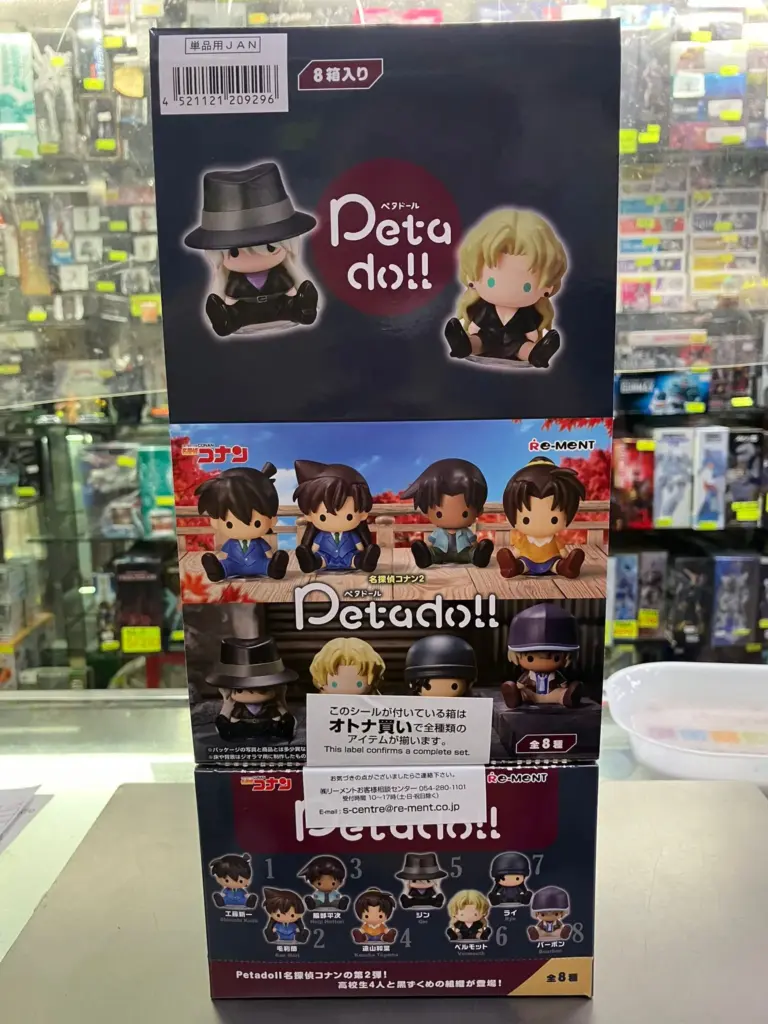 単品用JAN
4 521121 209296
8箱入り
ペタドール
Peta
do!!
名探偵コナン
Re-MeNT
名探偵コナン2
ペタドール
Petado!!
このシールが付いている箱は
オトナ買いで全種類の
アイテムが揃います。
This label confirms a complete set.
全8種
お気づきの点がございましたらご連絡下さい。
㈱リーメントお客様相談センター 054-280-1101
受付時間 10〜17時(土・日・祝日除く)
E-mail : s-centre@re-ment.co.jp
名探偵コナン
Re-MeNT
Petado!!
1
3
5
7
工藤新一
服部平次
ジン
ライ
毛利蘭
2
遠山和葉
4
ベルモット
6
バーボン
8
Petadoll名探偵コナンの第2弾!
高校生4人と黒ずくめの組織が登場!
全8種